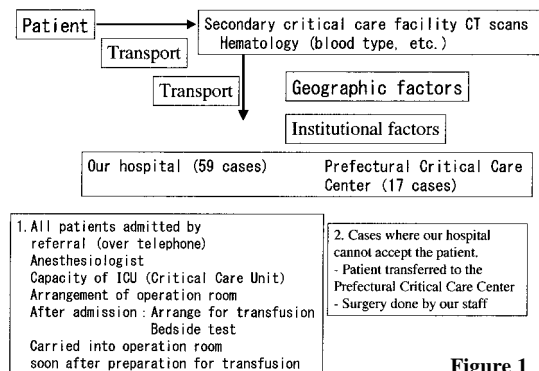 Patient
Secondary critical care facility CT scans
Hematology (blood type, etc.)
Transport
Transport
Geographic factors
Institutional factors
Our hospital (59 cases)
Prefectural Critical Care
Center (17 cases)
1. All patients admitted by
referral (over telephone)
Anesthesiologist
Capacity of ICU (Critical Care Unit)
Arrangement of operation room
After admission : Arrange for transfusion
Bedside test
Carried into operation room
soon after preparation for transfusion
2. Cases where our hospital
cannot accept the patient.
- Patient transferred to the
Prefectural Critical Care Center
- Surgery done by our staff
Figure 1